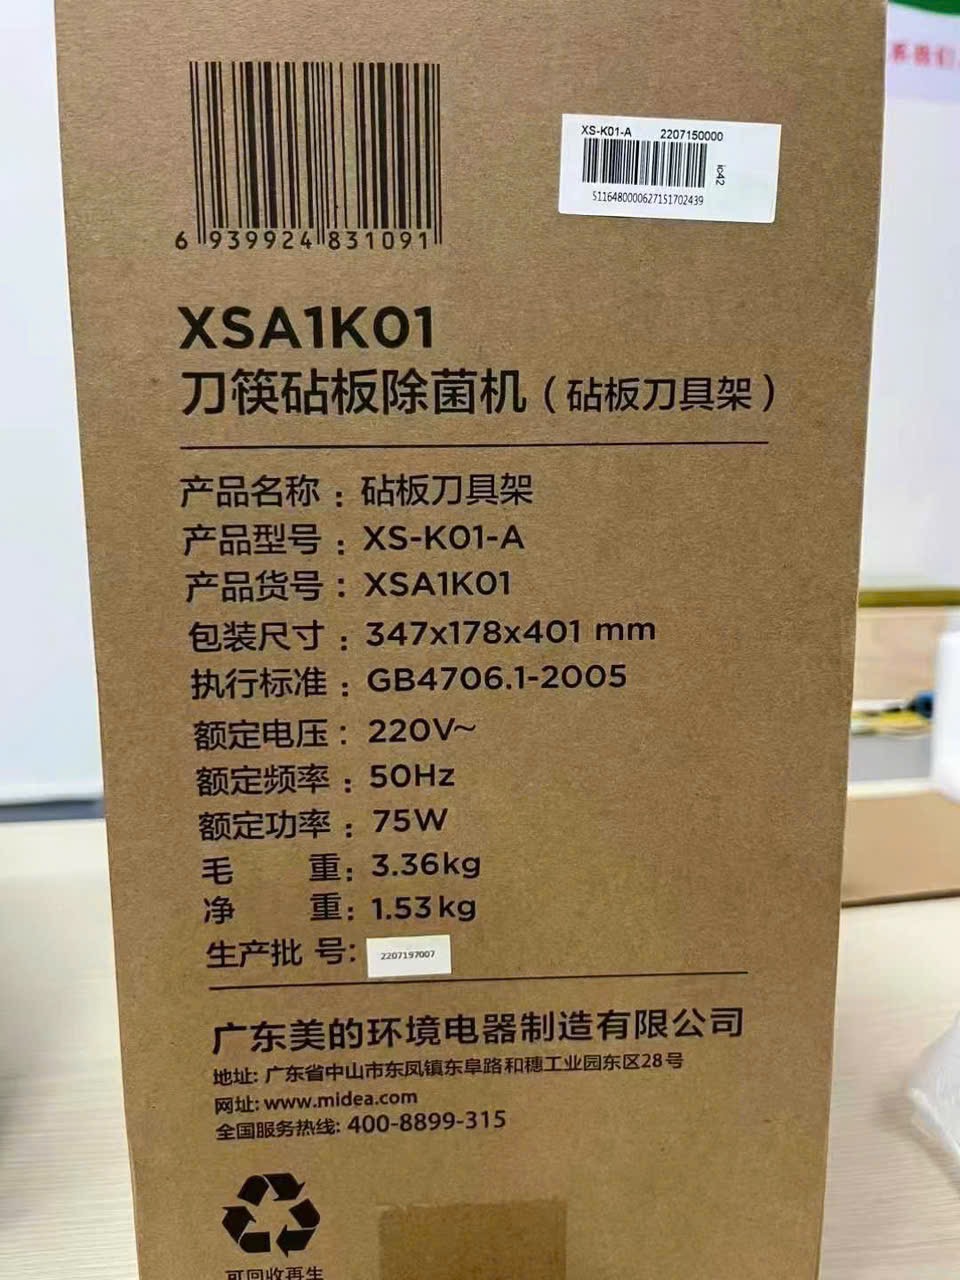 XS-K01-A 2207150000
ic42
5116480000627151702439
6 939924 831091
XSA1K01
刀筷砧板除菌机（砧板刀具架）
产品名称：砧板刀具架
产品型号：XS-K01-A
产品货号：XSA1K01
包装尺寸：347x178x401 mm
执行标准：GB4706.1-2005
额定电压：220V~
额定频率：50Hz
额定功率：75W
毛 重：3.36kg
净 重：1.53kg
生产批 号：2207197007
广东美的环境电器制造有限公司
地址: 广东省中山市东凤镇东阜路和穗工业园东区28号
网址: www.midea.com
全国服务热线: 400-8899-315
可回收再生